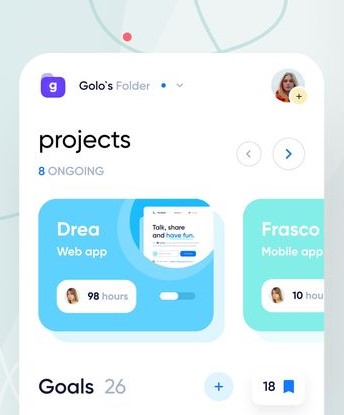 g
Golo`s Folder
+
projects
8 ONGOING
Drea
Web app
Talk, share
and have fun.
98 hours
Frasco
Mobile app
10 hou
Goals 26
+
18